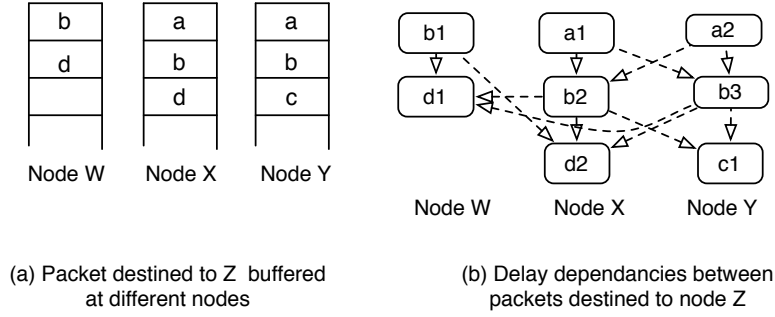 b
d
Node W
a
b
d
Node X
a
b
c
Node Y
(a) Packet destined to Z buffered
at different nodes
b1
a1
a2
d1
b2
b3
d2
c1
Node W
Node X
Node Y
(b) Delay dependancies between
packets destined to node Z